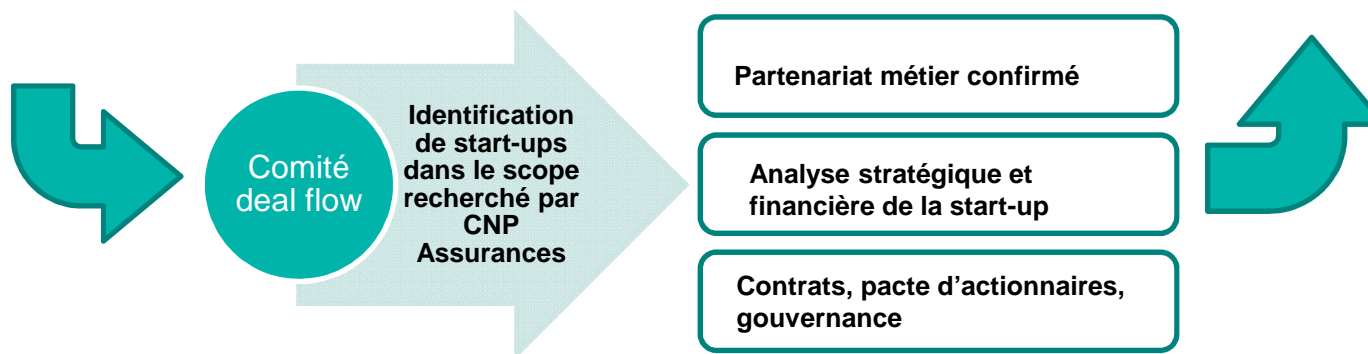 Comité
deal flow
Identification
de start-ups
dans le scope
recherché par
CNP
Assurances
Partenariat métier confirmé
Analyse stratégique et
financière de la start-up
Contrats, pacte d’actionnaires,
gouvernance